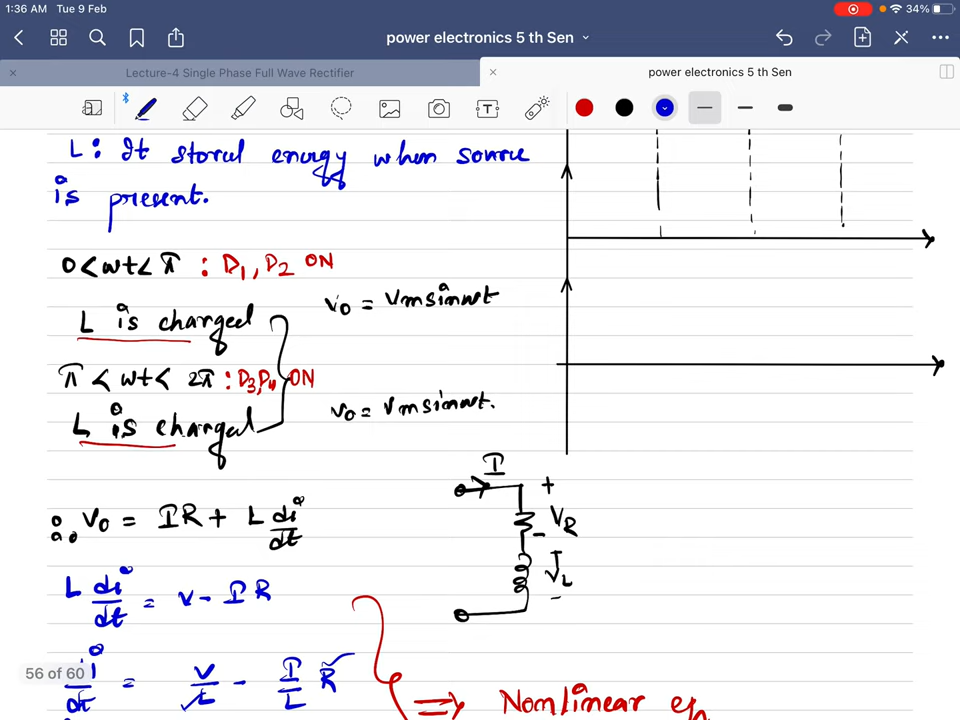 1:36 AM Tue 9 Feb
34%
power electronics 5 th Sen
Lecture-4 Single Phase Full Wave Rectifier
power electronics 5 th Sen
L: It stored energy when source
is present.
0 < ωt < π : D1, D2 ON
L is charged
vo = Vm sin ωt
π < ωt < 2π : D3, D4 ON
L is charged
vo = Vm sin ωt.
I
+
VR
-
VL
-
∴ Vo = IR + L di/dt
L di/dt = V - IR
di/dt = V/L - I/L R
56 of 60
⇒ Nonlinear eq